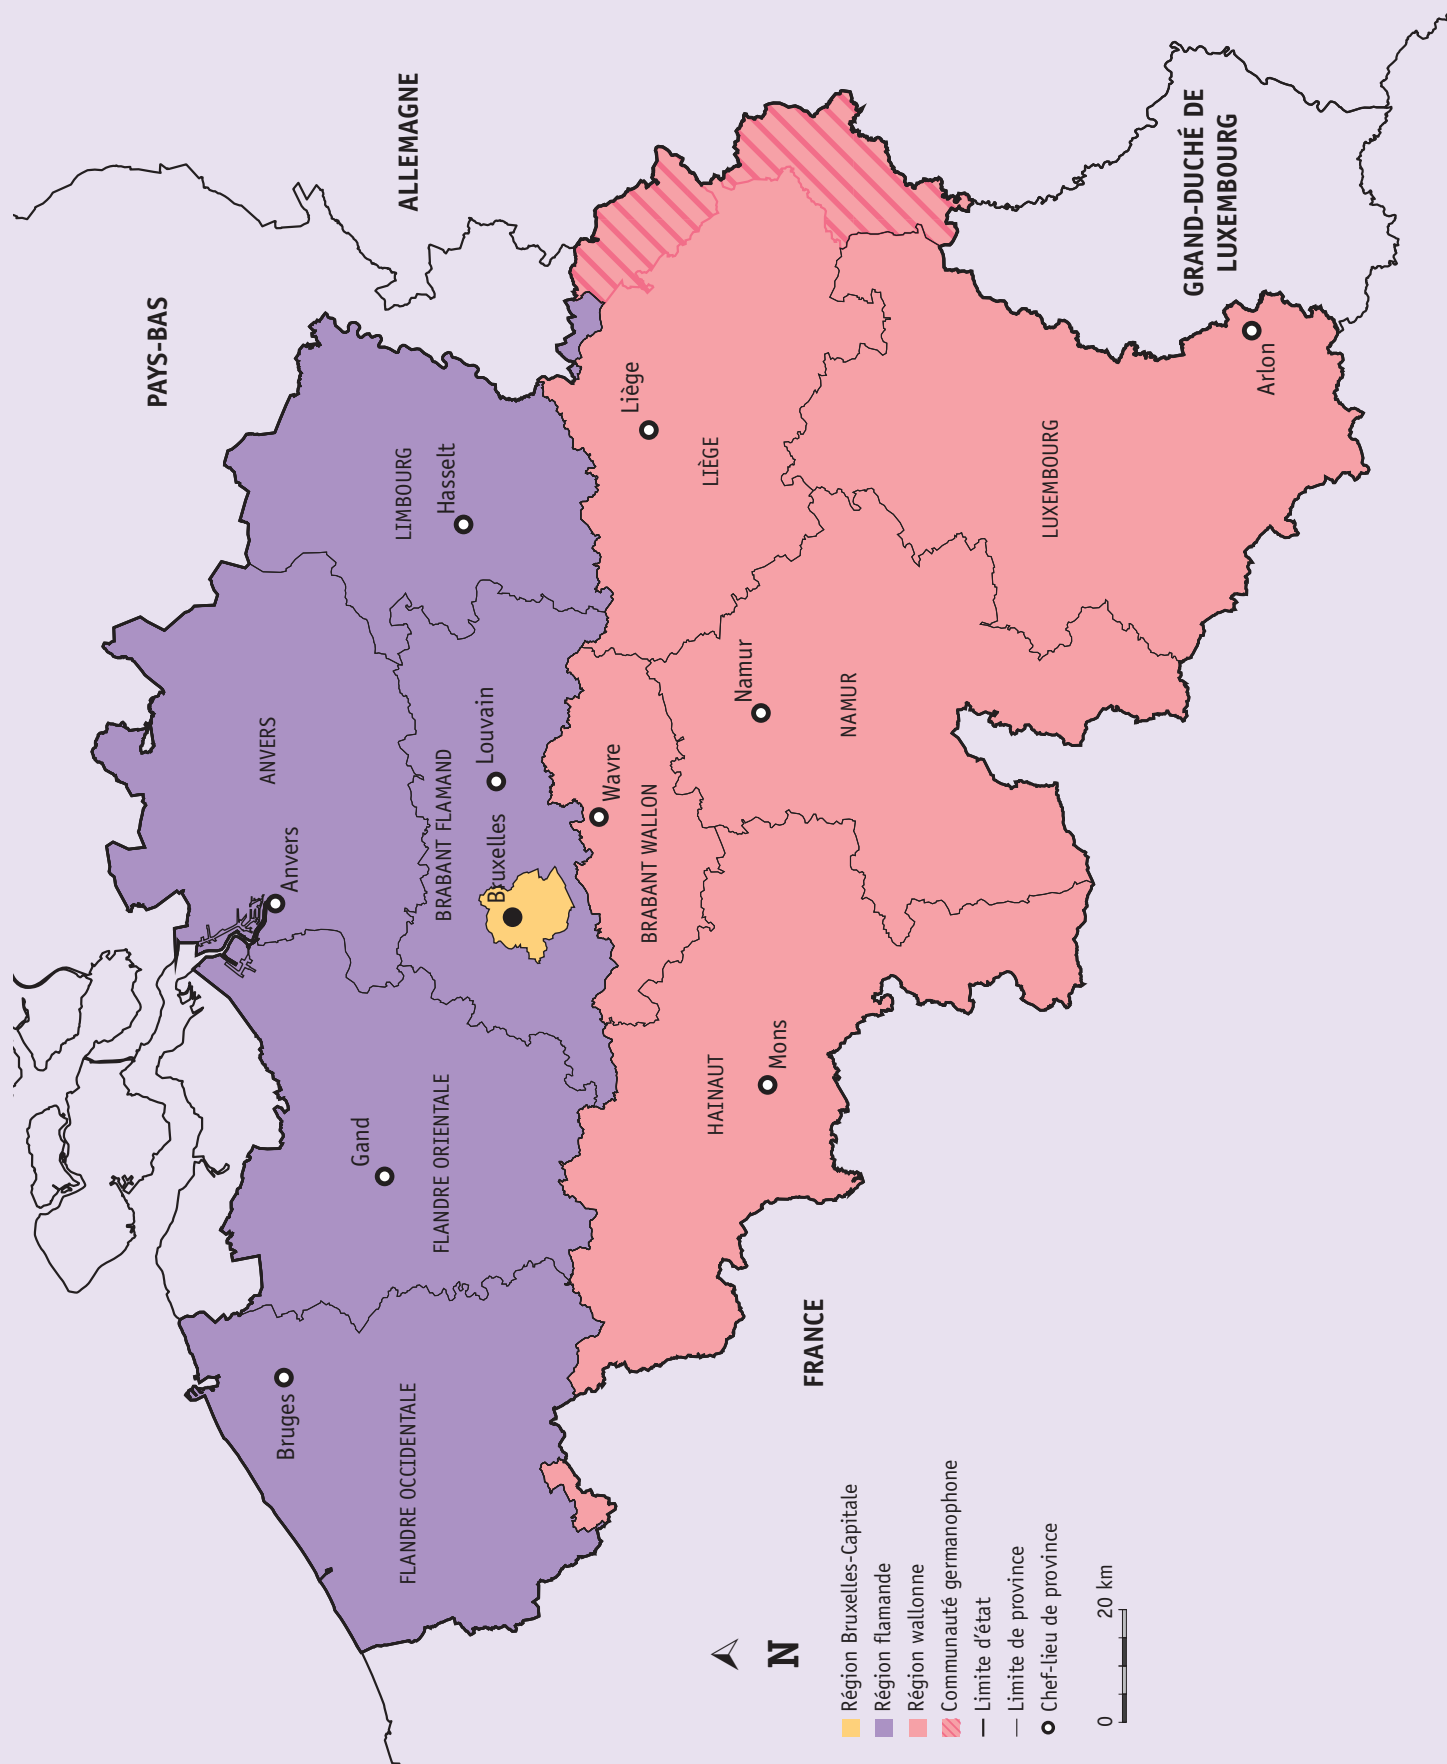 PAYS-BAS
ALLEMAGNE
GRAND-DUCHÉ DE
LUXEMBOURG
FRANCE
Bruges
FLANDRE OCCIDENTALE
Gand
FLANDRE ORIENTALE
Anvers
ANVERS
LIMBOURG
Hasselt
BRABANT FLAMAND
Louvain
Bruxelles
Wavre
BRABANT WALLON
Liège
LIÈGE
Mons
HAINAUT
Namur
NAMUR
LUXEMBOURG
Arlon
N
Région Bruxelles-Capitale
Région flamande
Région wallonne
Communauté germanophone
Limite d'état
Limite de province
Chef-lieu de province
0 20 km